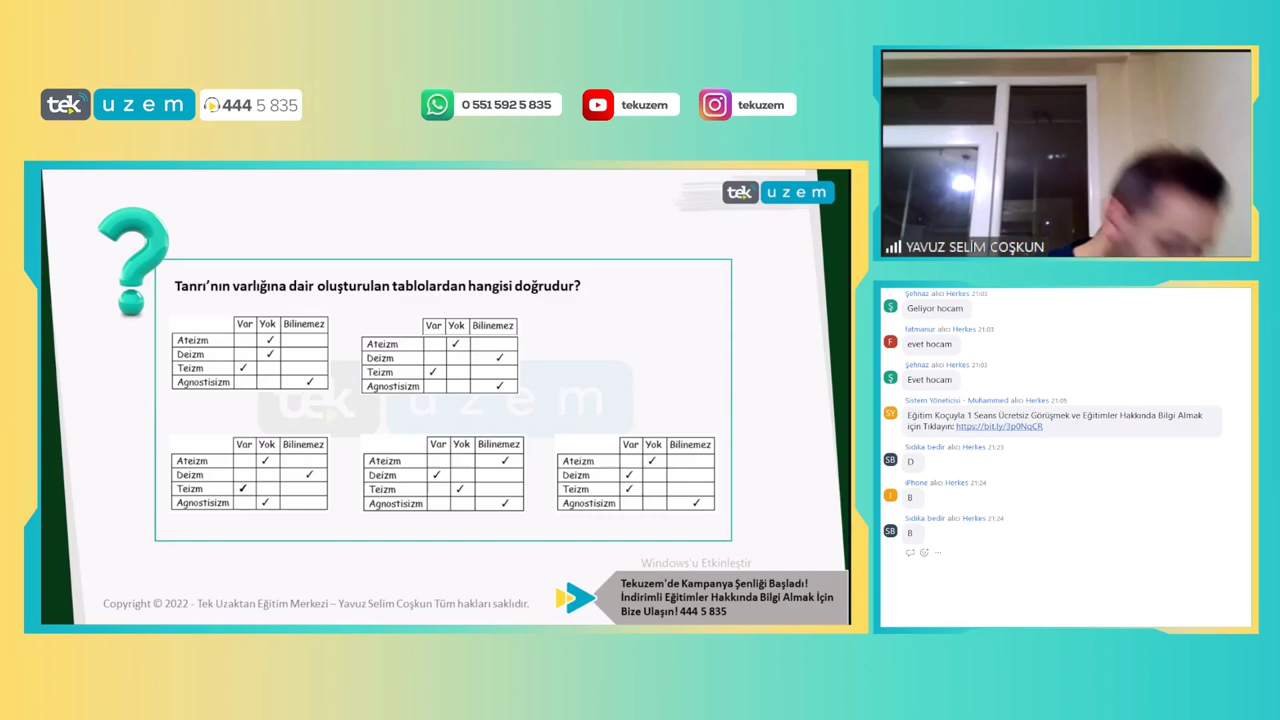 tek uzem 444 5 835
0 551 592 5 835
tekuzem
tekuzem
tek uzem
Tanrı’nın varlığına dair oluşturulan tablolardan hangisi doğrudur?
Var Yok Bilinemez
Ateizm ✓
Deizm ✓
Teizm ✓
Agnostisizm ✓
Var Yok Bilinemez
Ateizm ✓
Deizm ✓
Teizm ✓
Agnostisizm ✓
tek uzem
Var Yok Bilinemez
Ateizm ✓
Deizm ✓
Teizm ✓
Agnostisizm ✓
Var Yok Bilinemez
Ateizm ✓
Deizm ✓
Teizm ✓
Agnostisizm ✓
Var Yok Bilinemez
Ateizm ✓
Deizm ✓
Teizm ✓
Agnostisizm ✓
Windows'u Etkinleştir
Tekuzem'de Kampanya Şenliği Başladı!
İndirimli Eğitimler Hakkında Bilgi Almak İçin
Bize Ulaşın! 444 5 835
Copyright © 2022 - Tek Uzaktan Eğitim Merkezi – Yavuz Selim Coşkun Tüm hakları saklıdır.
YAVUZ SELİM COŞKUN
Şehnaz alıcı Herkes 21:03
Ş
Geliyor hocam
fatmanur alıcı Herkes 21:03
F
evet hocam
Şehnaz alıcı Herkes 21:03
Ş
Evet hocam
Sistem Yöneticisi - Muhammed alıcı Herkes 21:05
SY
Eğitim Koçuyla 1 Seans Ücretsiz Görüşmek ve Eğitimler Hakkında Bilgi Almak
için Tıklayın: https://bit.ly/3p0NqCR
Sıdıka bedir alıcı Herkes 21:23
SB
D
iPhone alıcı Herkes 21:24
I
B
Sıdıka bedir alıcı Herkes 21:24
SB
B